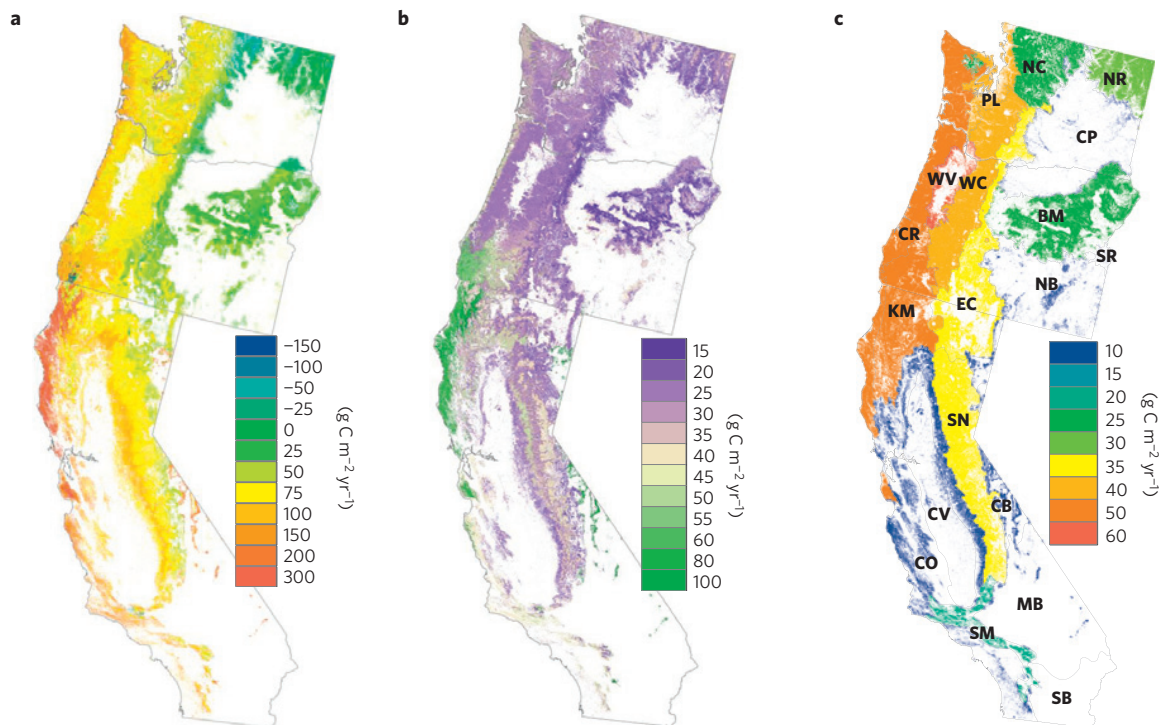 a
−150
−100
−50
−25
0
25
50
75
100
150
200
300
(g C m−2 yr−1)
b
15
20
25
30
35
40
45
50
55
60
80
100
(g C m−2 yr−1)
c
NC
NR
PL
CP
WV
WC
BM
CR
SR
NB
EC
KM
SN
CB
CV
CO
MB
SM
SB
10
15
20
25
30
35
40
50
60
(g C m−2 yr−1)